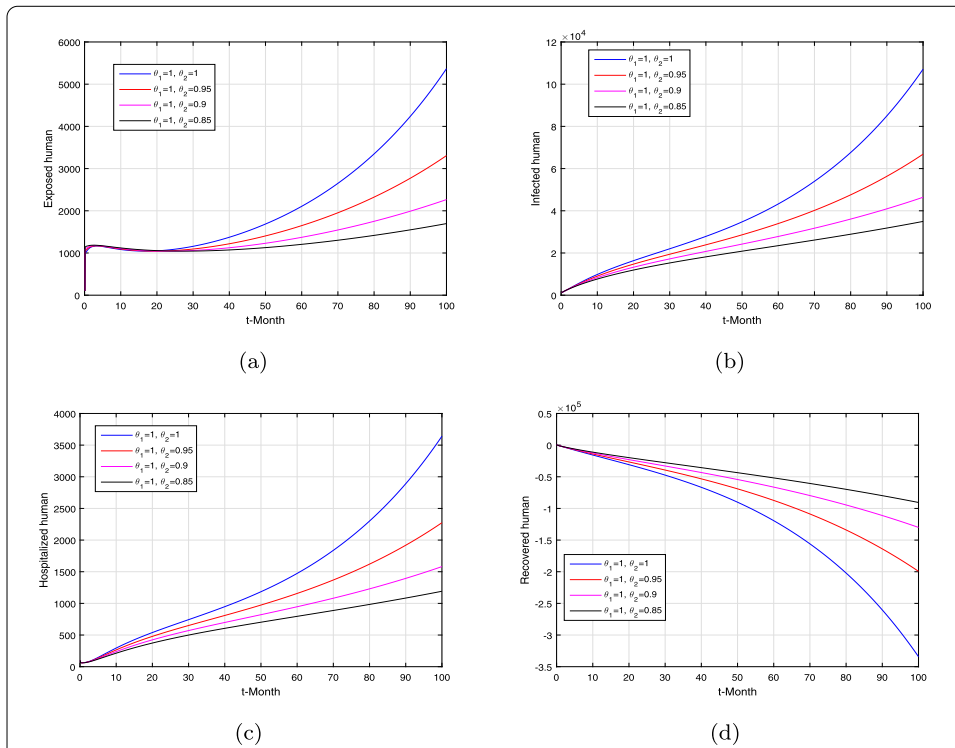 6000
5000
4000
3000
2000
1000
0
Exposed human
θ1=1, θ2=1
θ1=1, θ2=0.95
θ1=1, θ2=0.9
θ1=1, θ2=0.85
0 10 20 30 40 50 60 70 80 90 100
t-Month
(a)
×10^4
12
10
8
6
4
2
0
Infected human
θ1=1, θ2=1
θ1=1, θ2=0.95
θ1=1, θ2=0.9
θ1=1, θ2=0.85
0 10 20 30 40 50 60 70 80 90 100
t-Month
(b)
4000
3500
3000
2500
2000
1500
1000
500
0
Hospitalized human
θ1=1, θ2=1
θ1=1, θ2=0.95
θ1=1, θ2=0.9
θ1=1, θ2=0.85
0 10 20 30 40 50 60 70 80 90 100
t-Month
(c)
×10^5
0.5
0
-0.5
-1
-1.5
-2
-2.5
-3
-3.5
Recovered human
θ1=1, θ2=1
θ1=1, θ2=0.95
θ1=1, θ2=0.9
θ1=1, θ2=0.85
0 10 20 30 40 50 60 70 80 90 100
t-Month
(d)